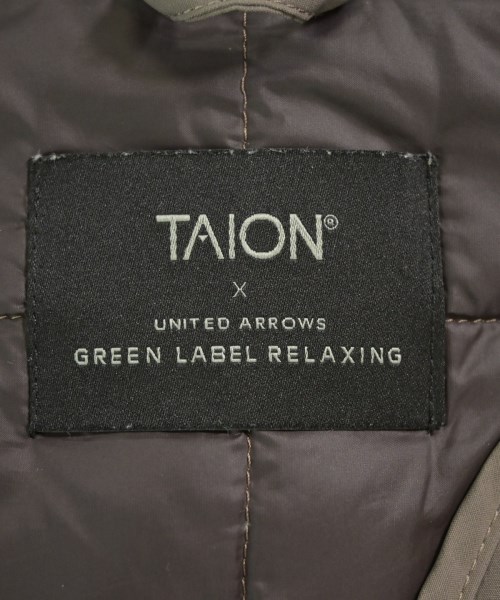 TAION®
X
UNITED ARROWS
GREEN LABEL RELAXING